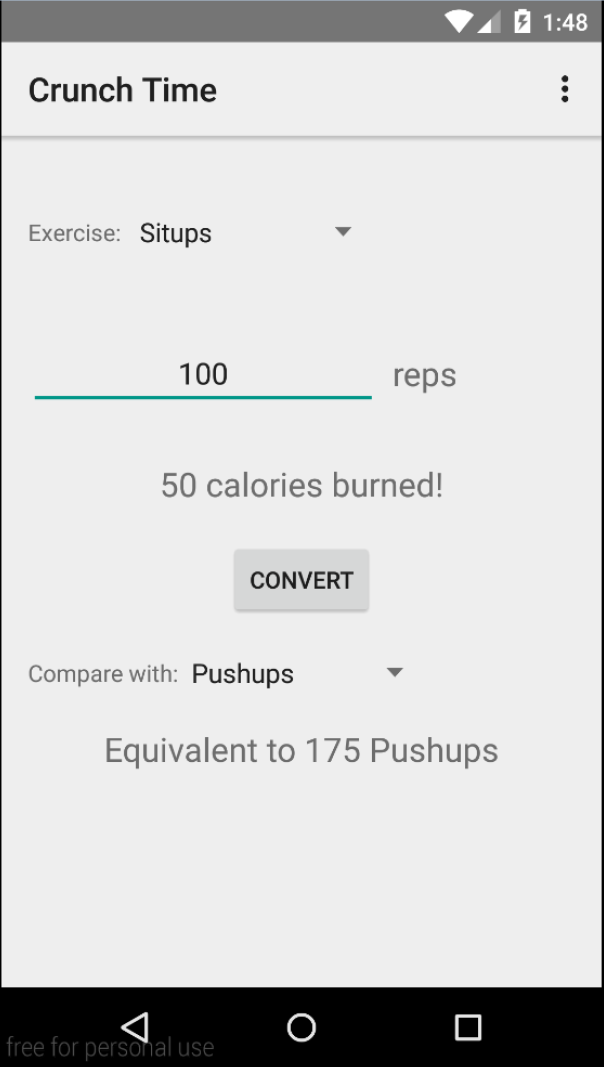 1:48
Crunch Time
Exercise: Situps
100 reps
50 calories burned!
CONVERT
Compare with: Pushups
Equivalent to 175 Pushups
free for personal use